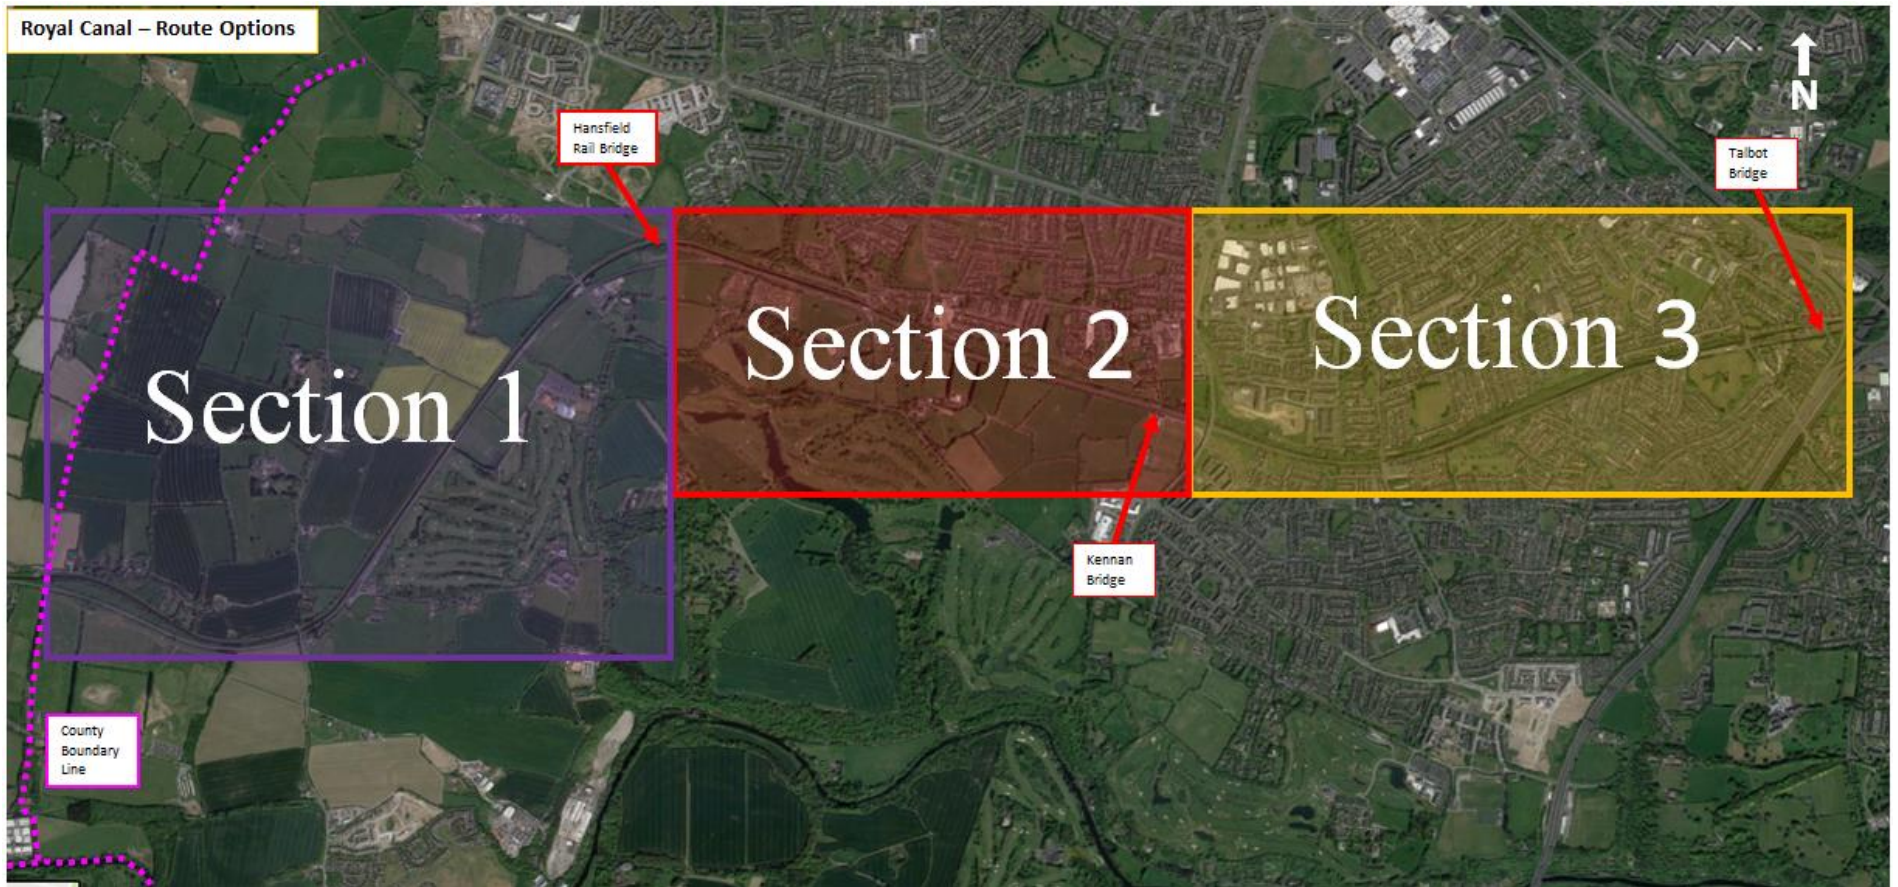 Royal Canal – Route Options
N
Hansfield
Rail Bridge
Talbot
Bridge
Section 1
Section 2
Section 3
Kennan
Bridge
County
Boundary
Line